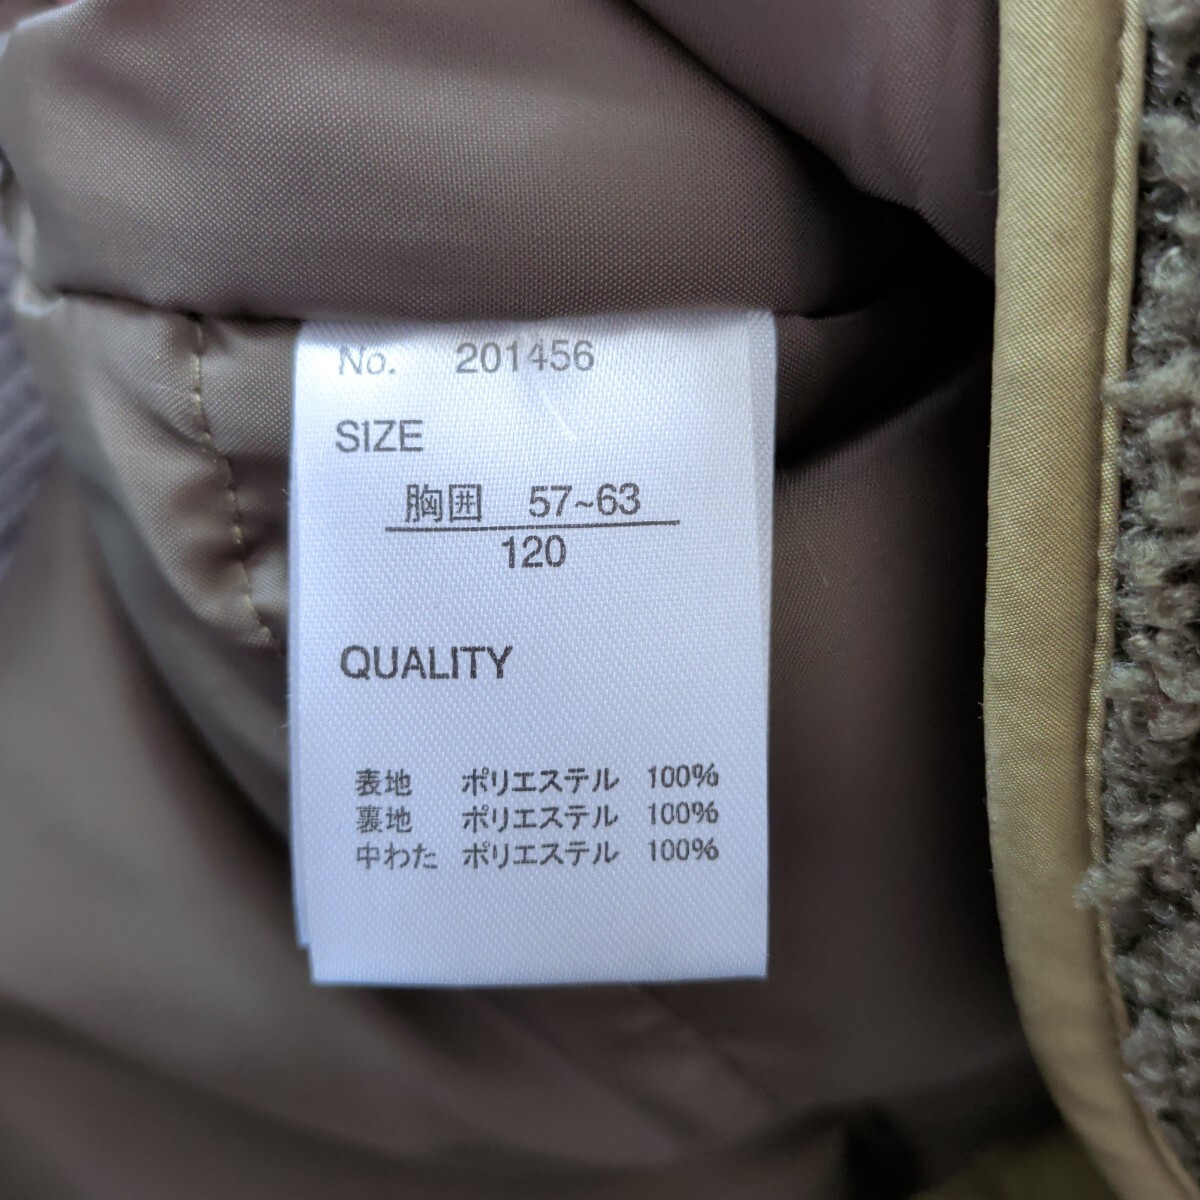 No. 201456
SIZE
胸囲 57~63
120
QUALITY
表地 ポリエステル 100%
裏地 ポリエステル 100%
中わた ポリエステル 100%